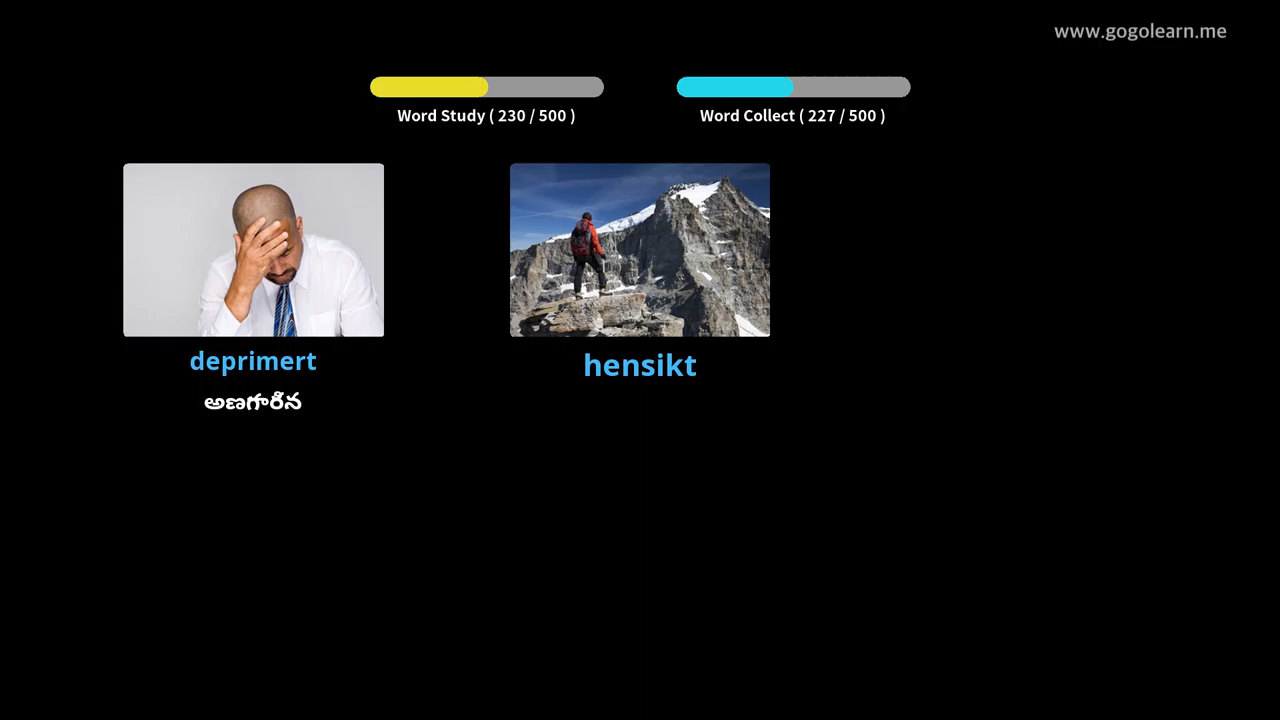 www.gogolearn.me
Word Study ( 230 / 500 )
Word Collect ( 227 / 500 )
deprimert
hensikt
అణగారిన